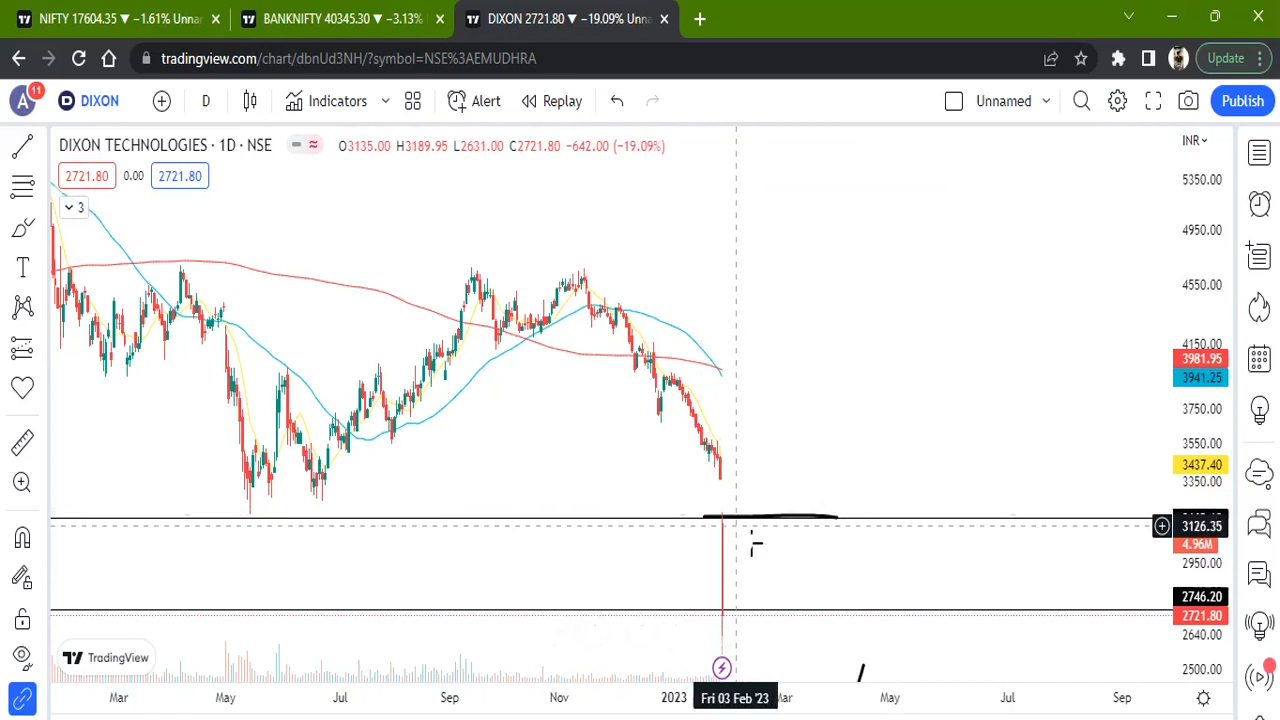 NIFTY 17604.35 ▼ −1.61% Unnar
BANKNIFTY 40345.30 ▼ −3.13%
DIXON 2721.80 ▼ −19.09% Unna
tradingview.com/chart/dbnUd3NH/?symbol=NSE%3AEMUDHRA
Update
A 11
DIXON
D
Indicators
Alert
Replay
Unnamed
Publish
DIXON TECHNOLOGIES · 1D · NSE
O3135.00 H3189.95 L2631.00 C2721.80 −642.00 (−19.09%)
INR
2721.80 0.00 2721.80
3
5350.00
4950.00
4550.00
4150.00
3981.95
3941.25
3750.00
3550.00
3437.40
3350.00
3126.35
4.96M
2950.00
2746.20
2721.80
2640.00
2500.00
TradingView
Mar
May
Jul
Sep
Nov
2023
Fri 03 Feb '23
Mar
May
Jul
Sep